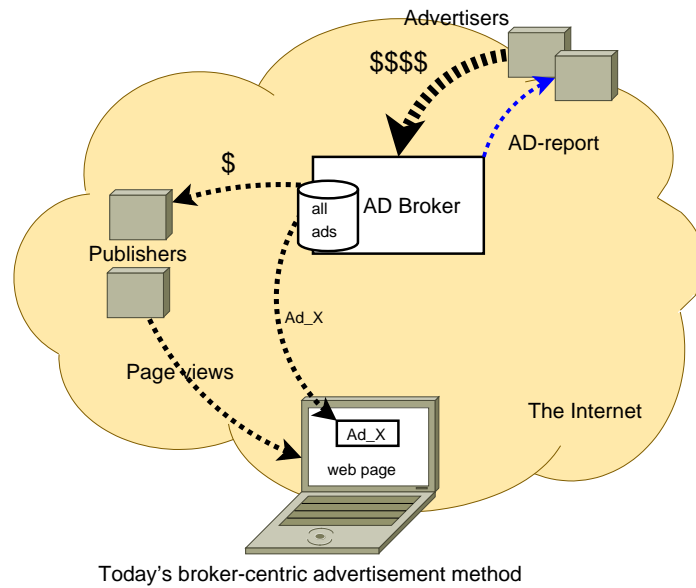 Advertisers
$$$$
AD-report
$
AD Broker
all
ads
Publishers
Ad_X
Page views
The Internet
Ad_X
web page
Today's broker-centric advertisement method